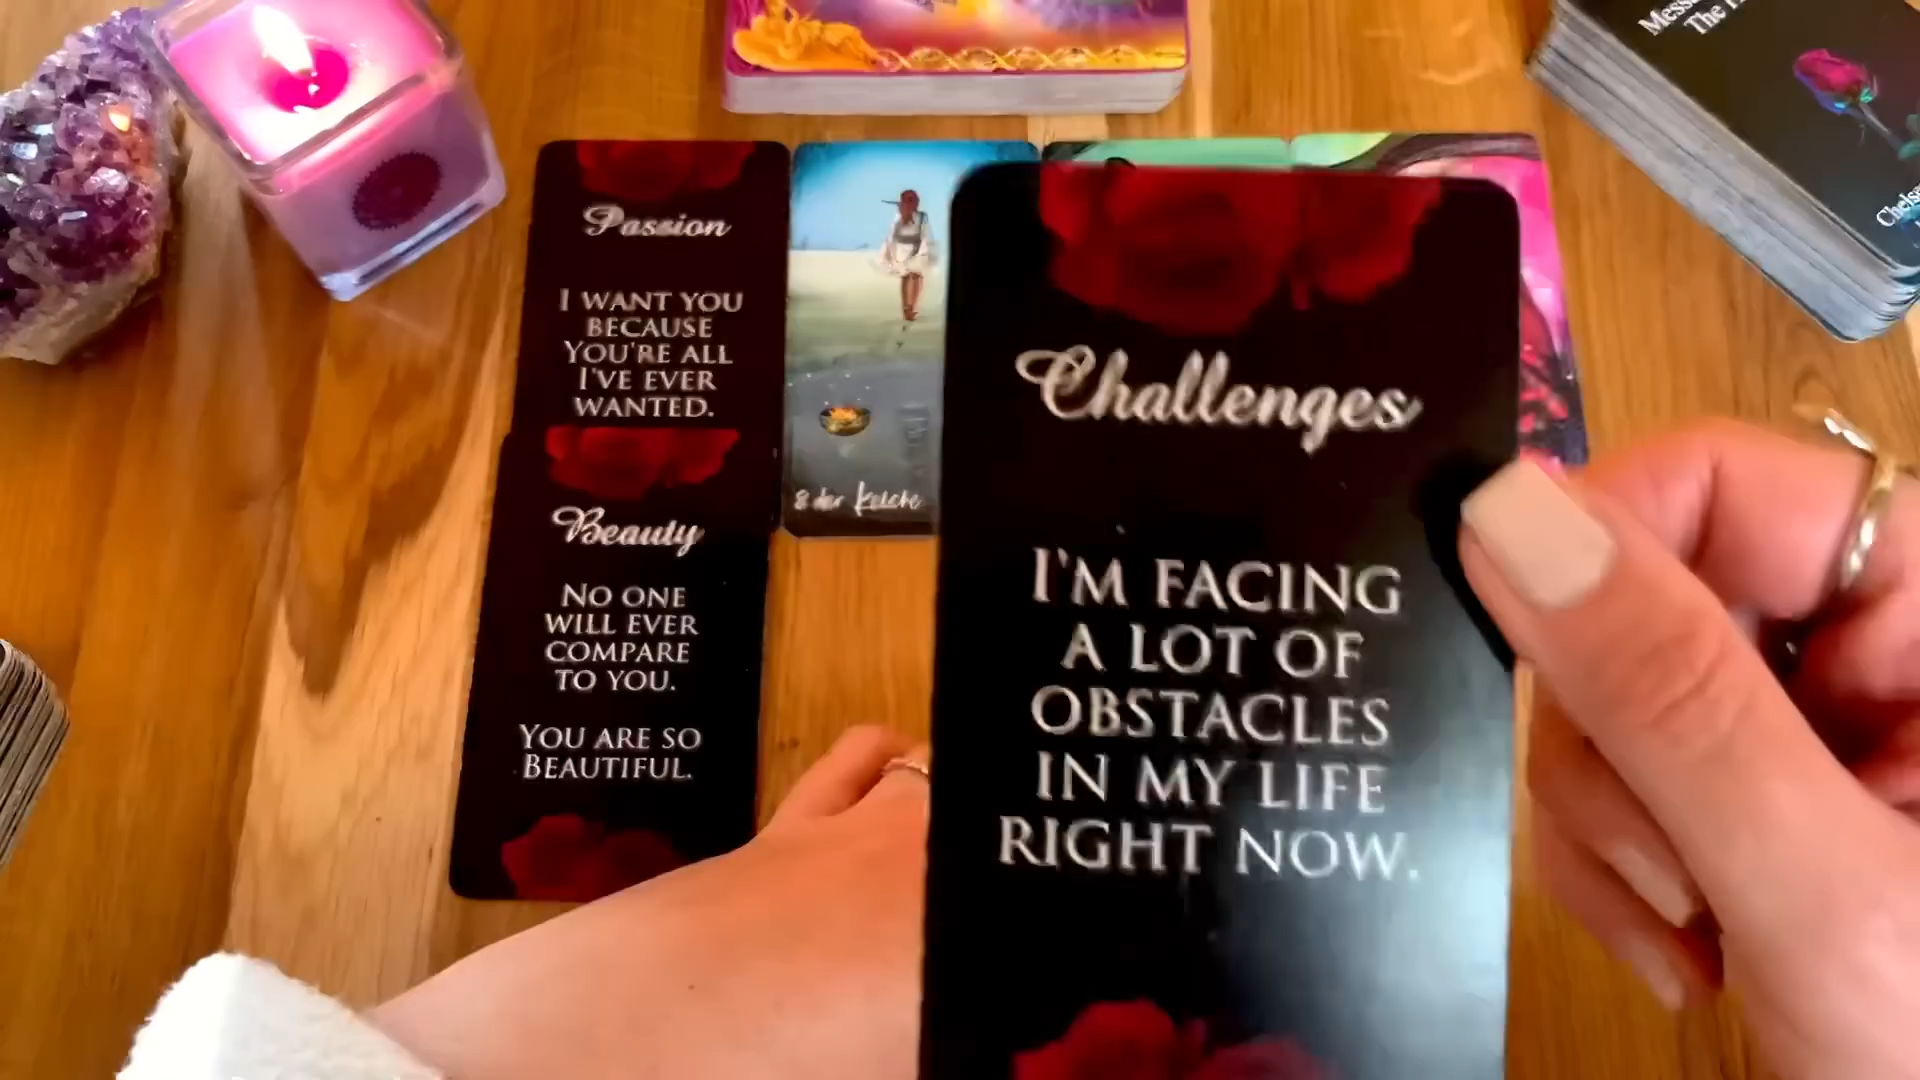 Passion
I WANT YOU
BECAUSE
YOU'RE ALL
I'VE EVER
WANTED.
Beauty
NO ONE
WILL EVER
COMPARE
TO YOU.
YOU ARE SO
BEAUTIFUL.
8 der Kelche
Challenges
I'M FACING
A LOT OF
OBSTACLES
IN MY LIFE
RIGHT NOW.